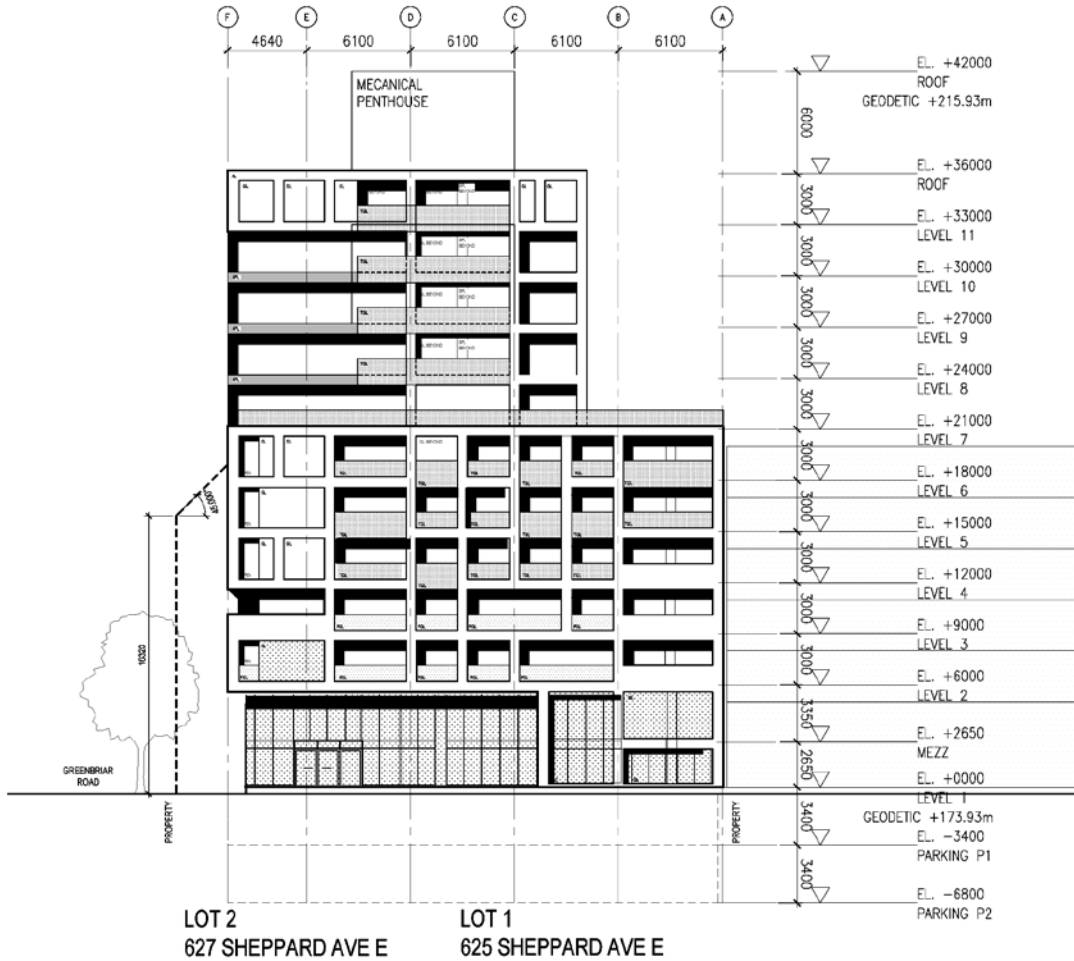 F E D C B A
4640 6100 6100 6100 6100
MECANICAL
PENTHOUSE
EL. +42000
ROOF
GEODETIC +215.93m
6000
EL. +36000
ROOF
3000
EL. +33000
LEVEL 11
3000
EL. +30000
LEVEL 10
3000
EL. +27000
LEVEL 9
3000
EL. +24000
LEVEL 8
3000
EL. +21000
LEVEL 7
3000
EL. +18000
LEVEL 6
3000
EL. +15000
LEVEL 5
3000
EL. +12000
LEVEL 4
3000
EL. +9000
LEVEL 3
3000
EL. +6000
LEVEL 2
3350
EL. +2650
MEZZ
2650
EL. +0000
LEVEL 1
GEODETIC +173.93m
3400
EL. -3400
PARKING P1
3400
EL. -6800
PARKING P2
GREENBRIAR
ROAD
PROPERTY
PROPERTY
LOT 2
627 SHEPPARD AVE E
LOT 1
625 SHEPPARD AVE E